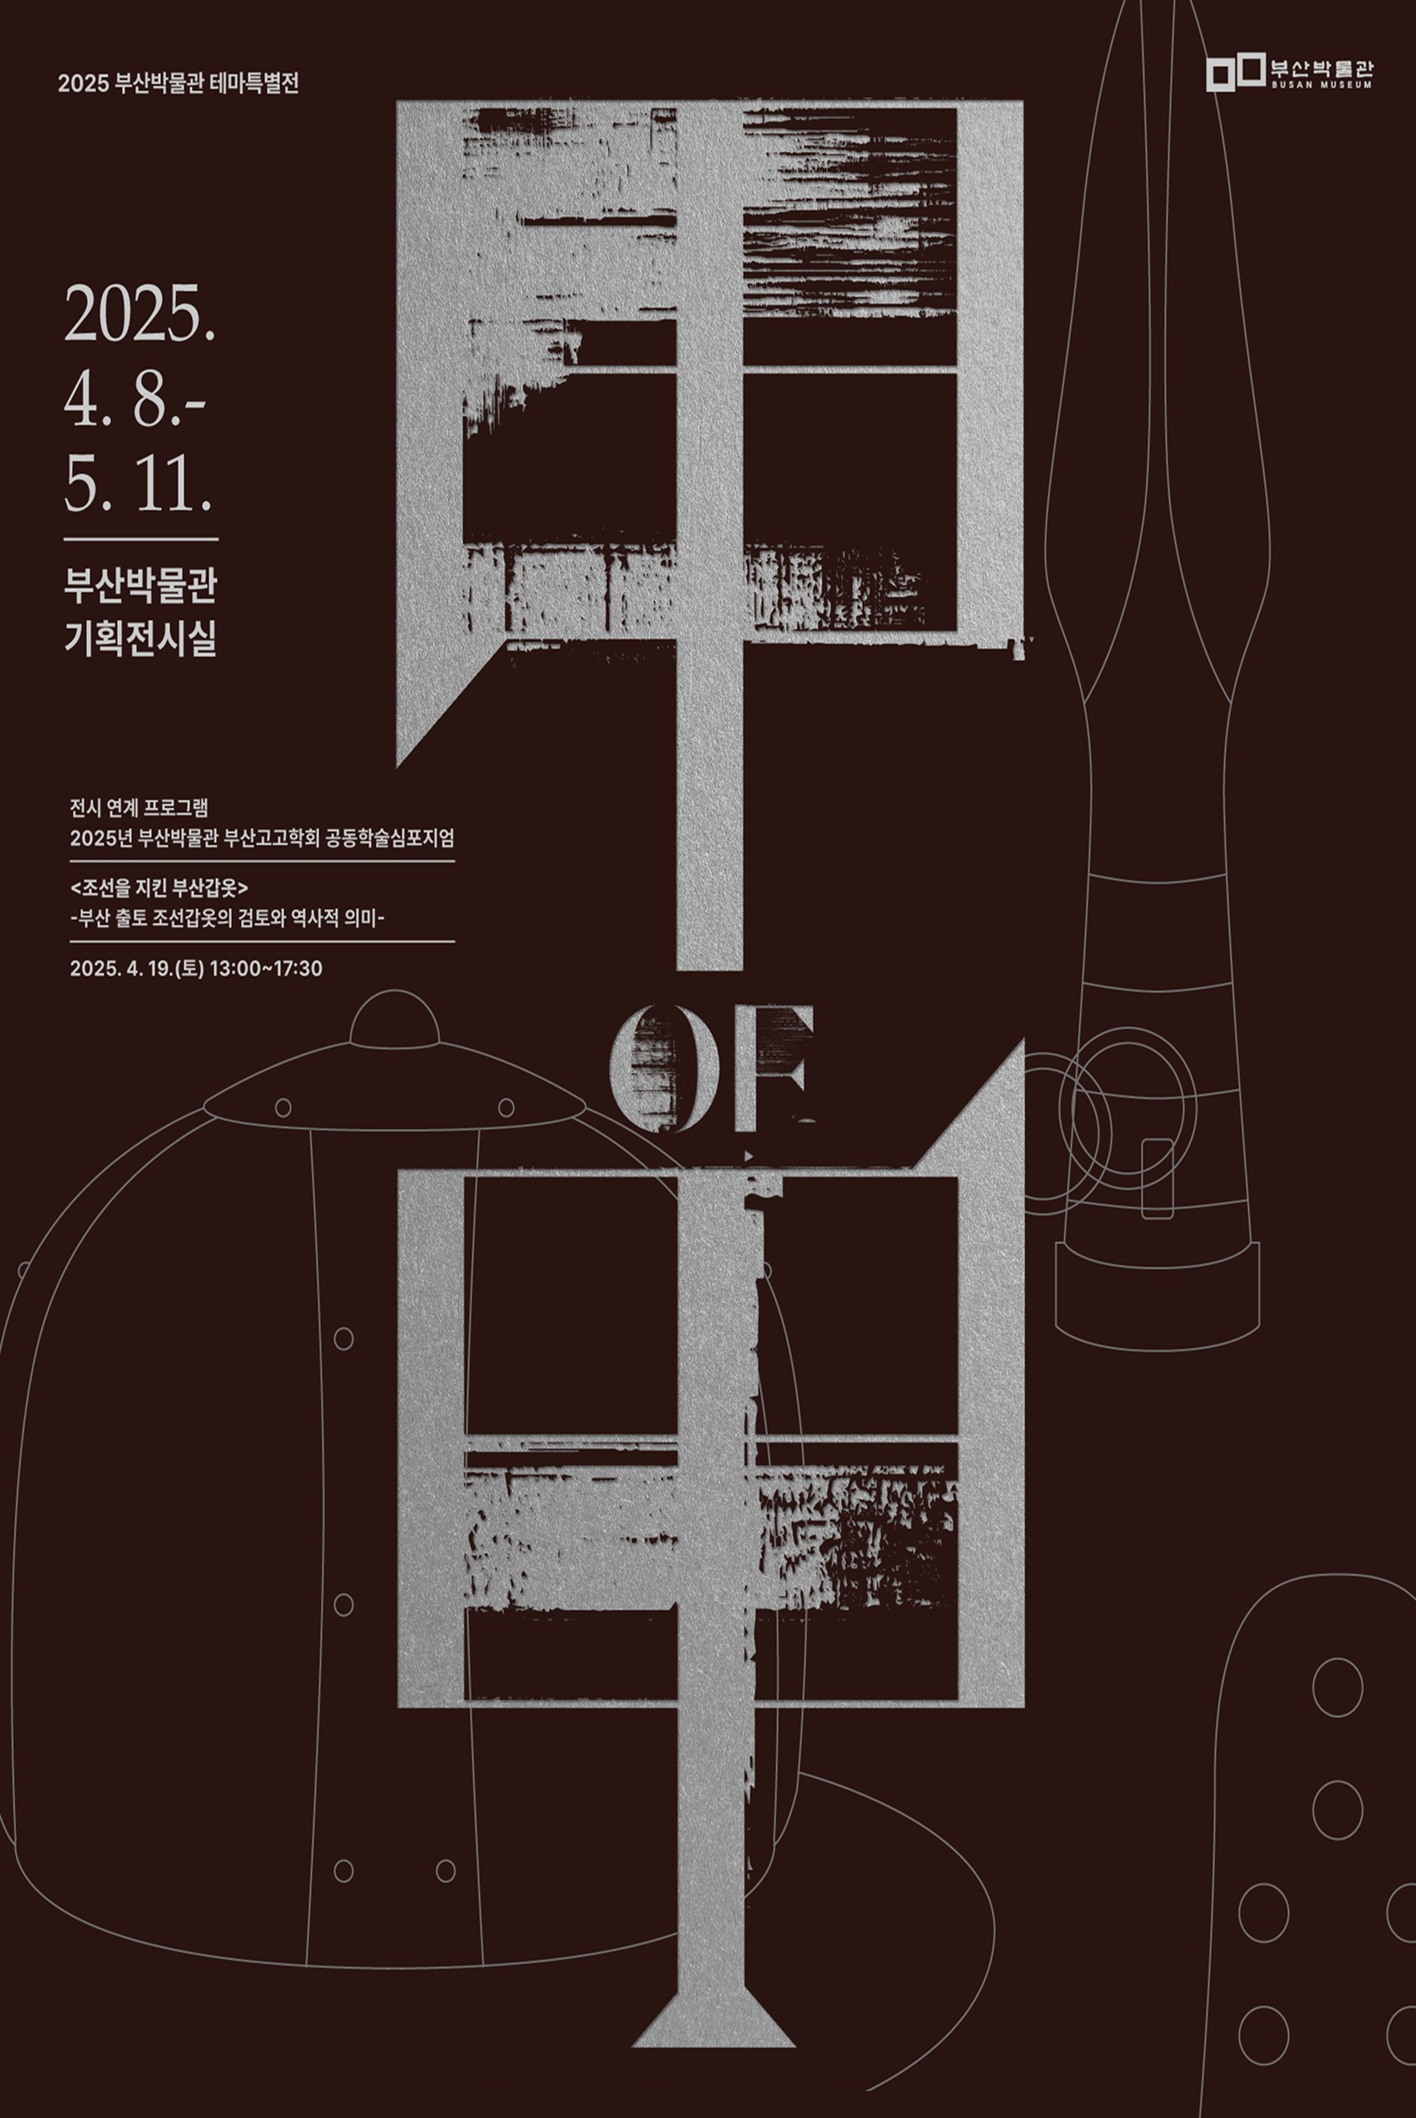 2025 부산박물관 테마특별전
부산박물관
BUSAN MUSEUM
2025.
4. 8.-
5. 11.
부산박물관
기획전시실
甲
OF
甲
전시 연계 프로그램
2025년 부산박물관 부산고고학회 공동학술심포지엄
<조선을 지킨 부산갑옷>
-부산 출토 조선갑옷의 검토와 역사적 의미-
2025. 4. 19.(토) 13:00~17:30